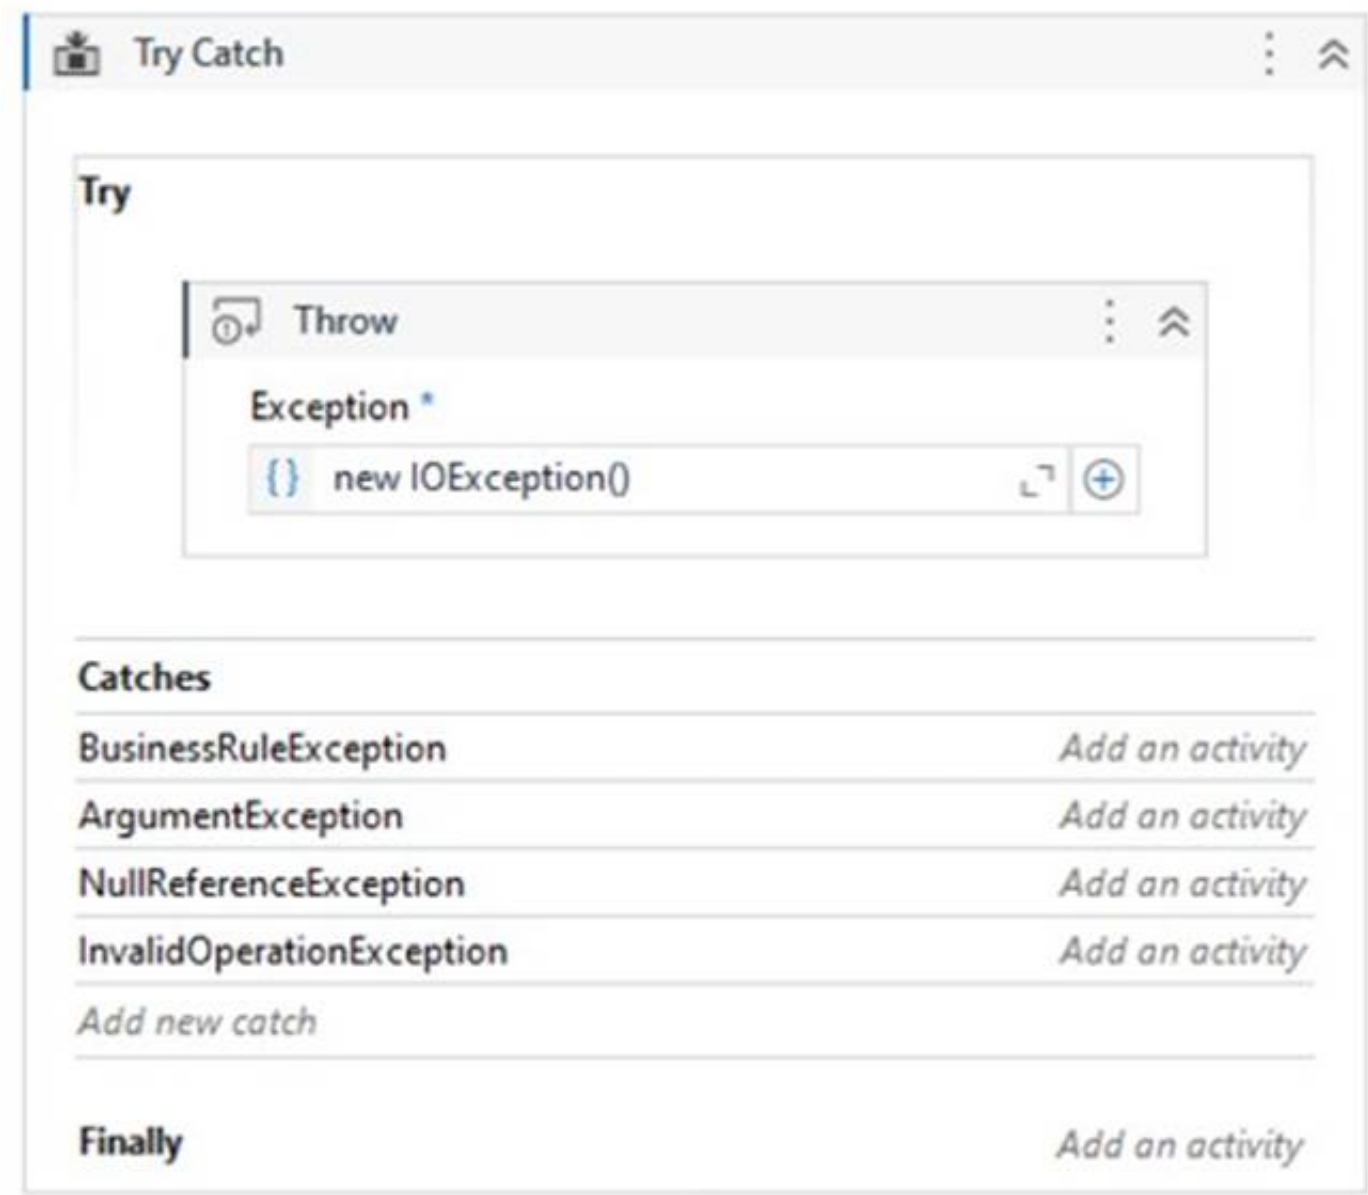 Try Catch
Try
Throw
Exception *
{} new IOException()
Catches
BusinessRuleException Add an activity
ArgumentException Add an activity
NullReferenceException Add an activity
InvalidOperationException Add an activity
Add new catch
Finally Add an activity